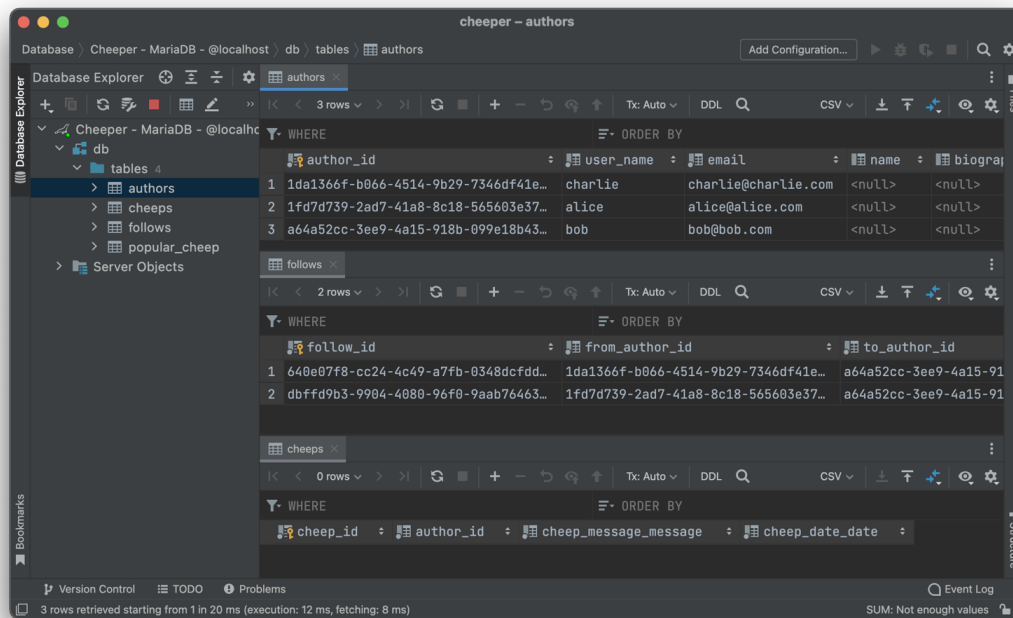 cheeper – authors
Database Cheeper - MariaDB - @localhost db tables authors Add Configuration...
Database Explorer
Database Explorer
Cheeper - MariaDB - @localho
db
tables 4
authors
cheeps
follows
popular_cheep
Server Objects
authors
3 rows Tx: Auto DDL CSV
WHERE ORDER BY
author_id user_name email name biograp
1 1da1366f-b066-4514-9b29-7346df41e... charlie charlie@charlie.com <null> <null>
2 1fd7d739-2ad7-41a8-8c18-565603e37... alice alice@alice.com <null> <null>
3 a64a52cc-3ee9-4a15-918b-099e18b43... bob bob@bob.com <null> <null>
follows
2 rows Tx: Auto DDL CSV
WHERE ORDER BY
follow_id from_author_id to_author_id
1 640e07f8-cc24-4c49-a7fb-0348dcfdd... 1da1366f-b066-4514-9b29-7346df41e... a64a52cc-3ee9-4a15-91
2 dbffd9b3-9904-4080-96f0-9aab76463... 1fd7d739-2ad7-41a8-8c18-565603e37... a64a52cc-3ee9-4a15-91
cheeps
0 rows Tx: Auto DDL CSV
WHERE ORDER BY
cheep_id author_id cheep_message_message cheep_date_date
Bookmarks
Version Control TODO Problems Event Log
3 rows retrieved starting from 1 in 20 ms (execution: 12 ms, fetching: 8 ms) SUM: Not enough values